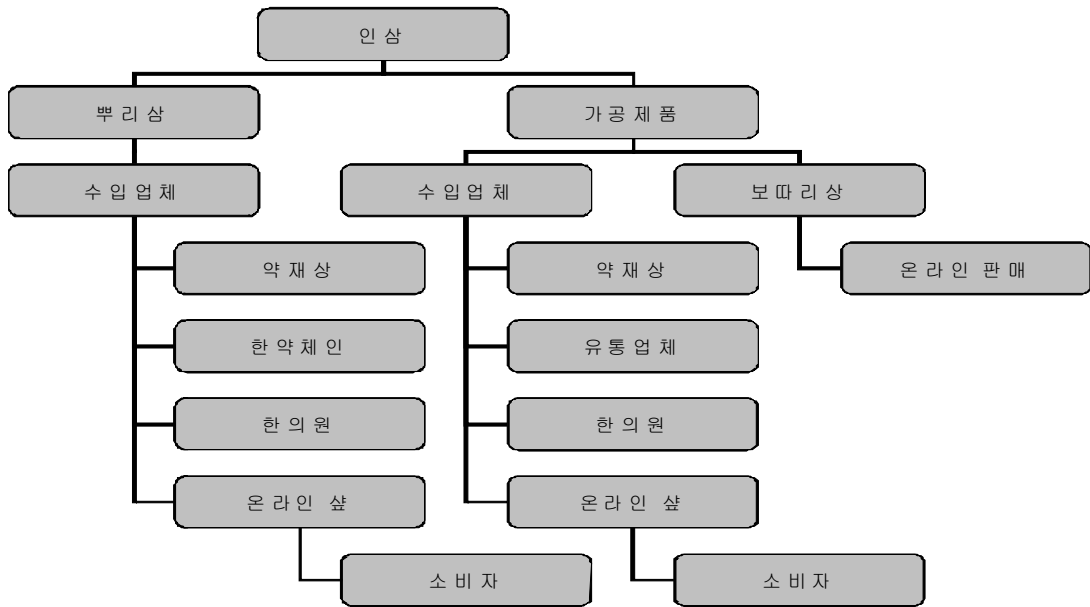 인삼
뿌리삼
가공제품
수입업체
수입업체
보따리상
약재상
약재상
온라인 판매
한약체인
유통업체
한의원
한의원
온라인 샾
온라인 샾
소비자
소비자